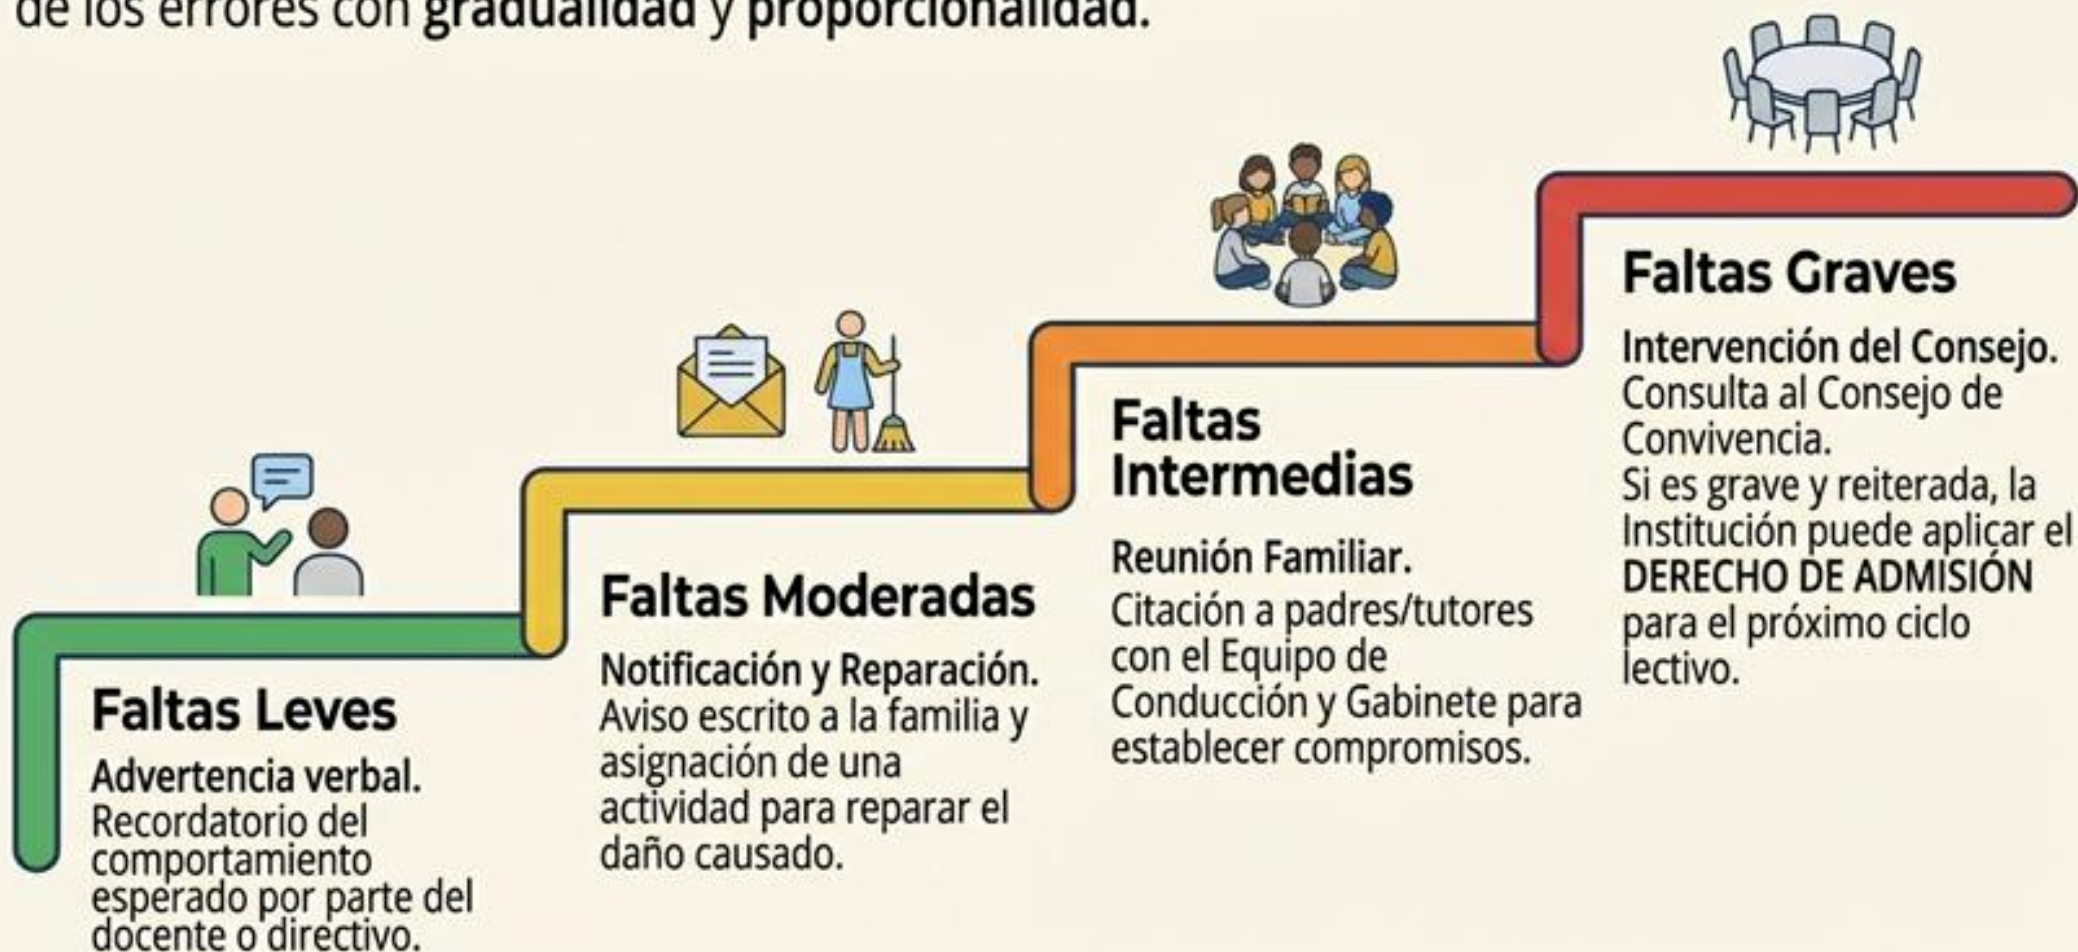 de los errores con gradualidad y proporcionalidad.
Faltas Leves
Advertencia verbal.
Recordatorio del
comportamiento
esperado por parte del
docente o directivo.
Faltas Moderadas
Notificación y Reparación.
Aviso escrito a la familia y
asignación de una
actividad para reparar el
daño causado.
Faltas
Intermedias
Reunión Familiar.
Citación a padres/tutores
con el Equipo de
Conducción y Gabinete para
establecer compromisos.
Faltas Graves
Intervención del Consejo.
Consulta al Consejo de
Convivencia.
Si es grave y reiterada, la
Institución puede aplicar el
DERECHO DE ADMISIÓN
para el próximo ciclo
lectivo.